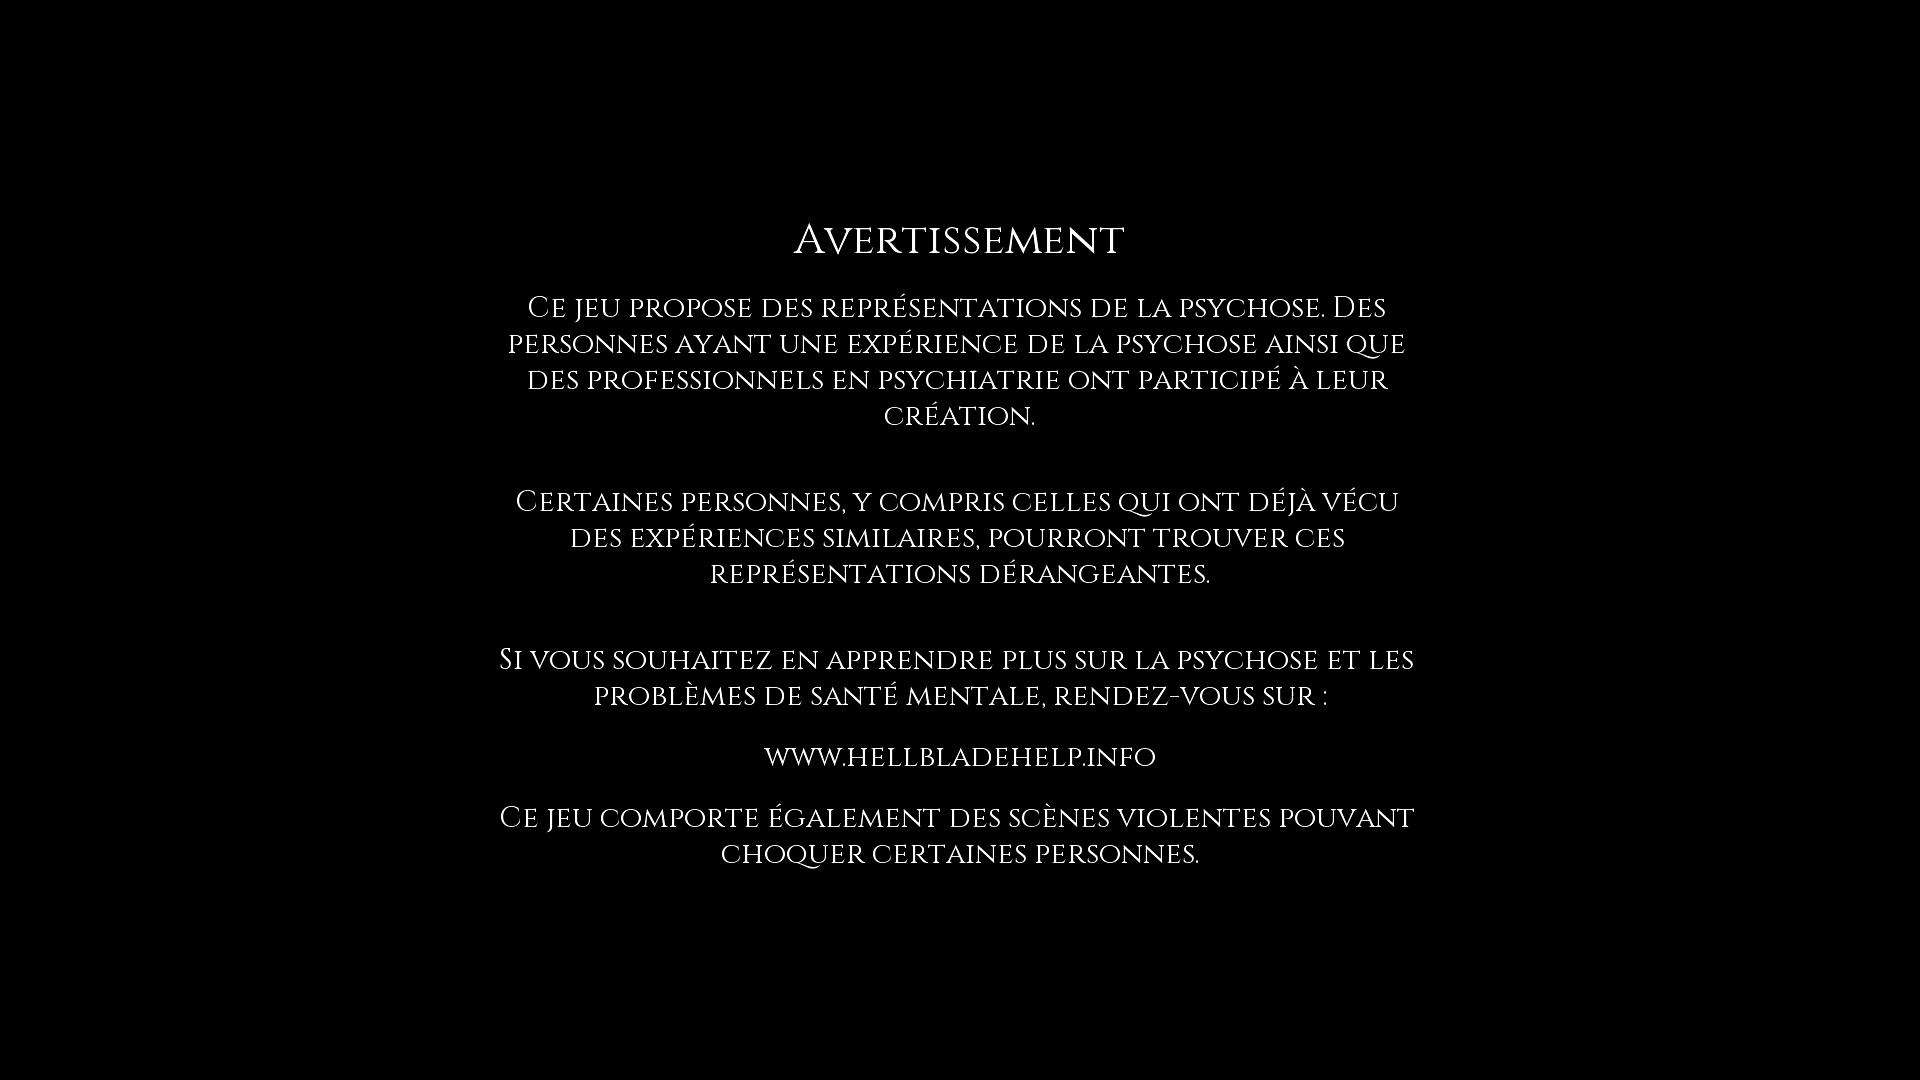 Avertissement
Ce jeu propose des représentations de la psychose. Des
personnes ayant une expérience de la psychose ainsi que
des professionnels en psychiatrie ont participé à leur
création.
Certaines personnes, y compris celles qui ont déjà vécu
des expériences similaires, pourront trouver ces
représentations dérangeantes.
Si vous souhaitez en apprendre plus sur la psychose et les
problèmes de santé mentale, rendez-vous sur :
www.hellbladehelp.info
Ce jeu comporte également des scènes violentes pouvant
choquer certaines personnes.